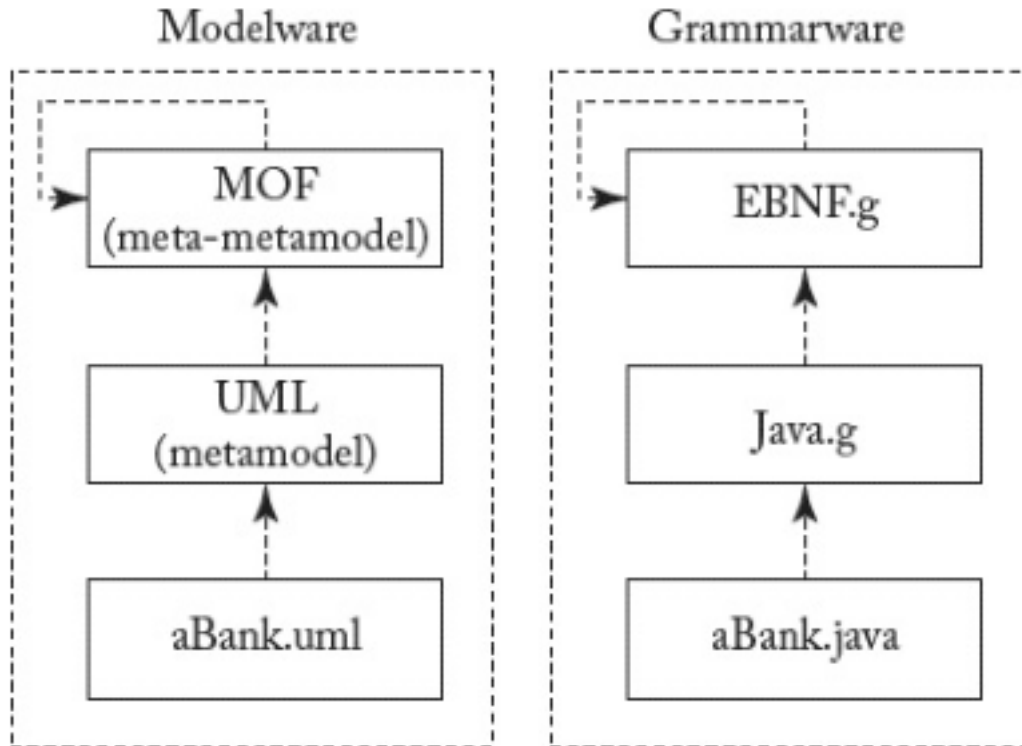 Modelware
MOF
(meta-metamodel)
UML
(metamodel)
aBank.uml
Grammarware
EBNF.g
Java.g
aBank.java